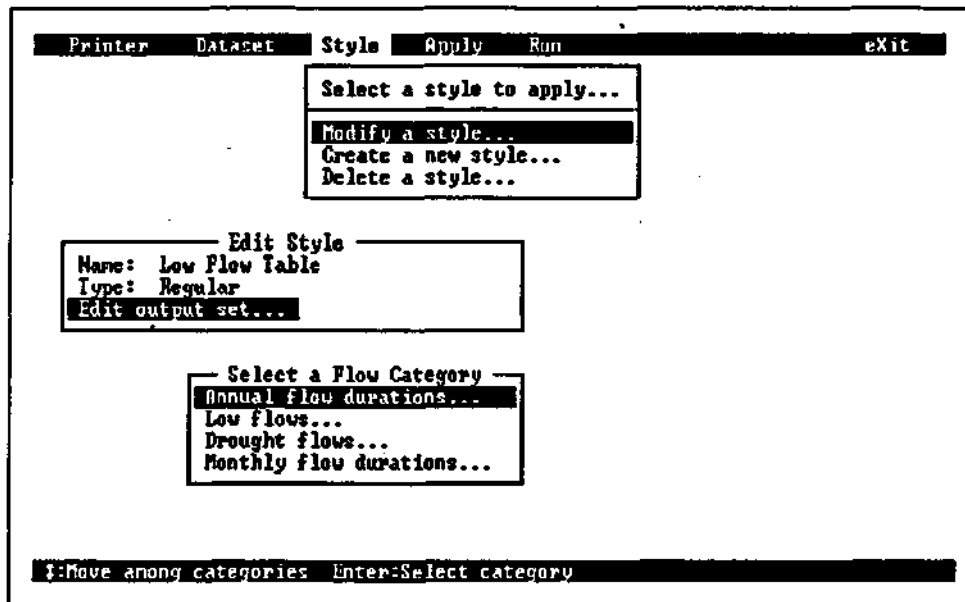 Printer Dataset Style Apply Run eXit
Select a style to apply...
Modify a style...
Create a new style...
Delete a style...
Edit Style
Name: Low Flow Table
Type: Regular
Edit output set...
Select a Flow Category
Annual flow durations...
Low flows...
Drought flows...
Monthly flow durations...
↕:Move among categories Enter:Select category